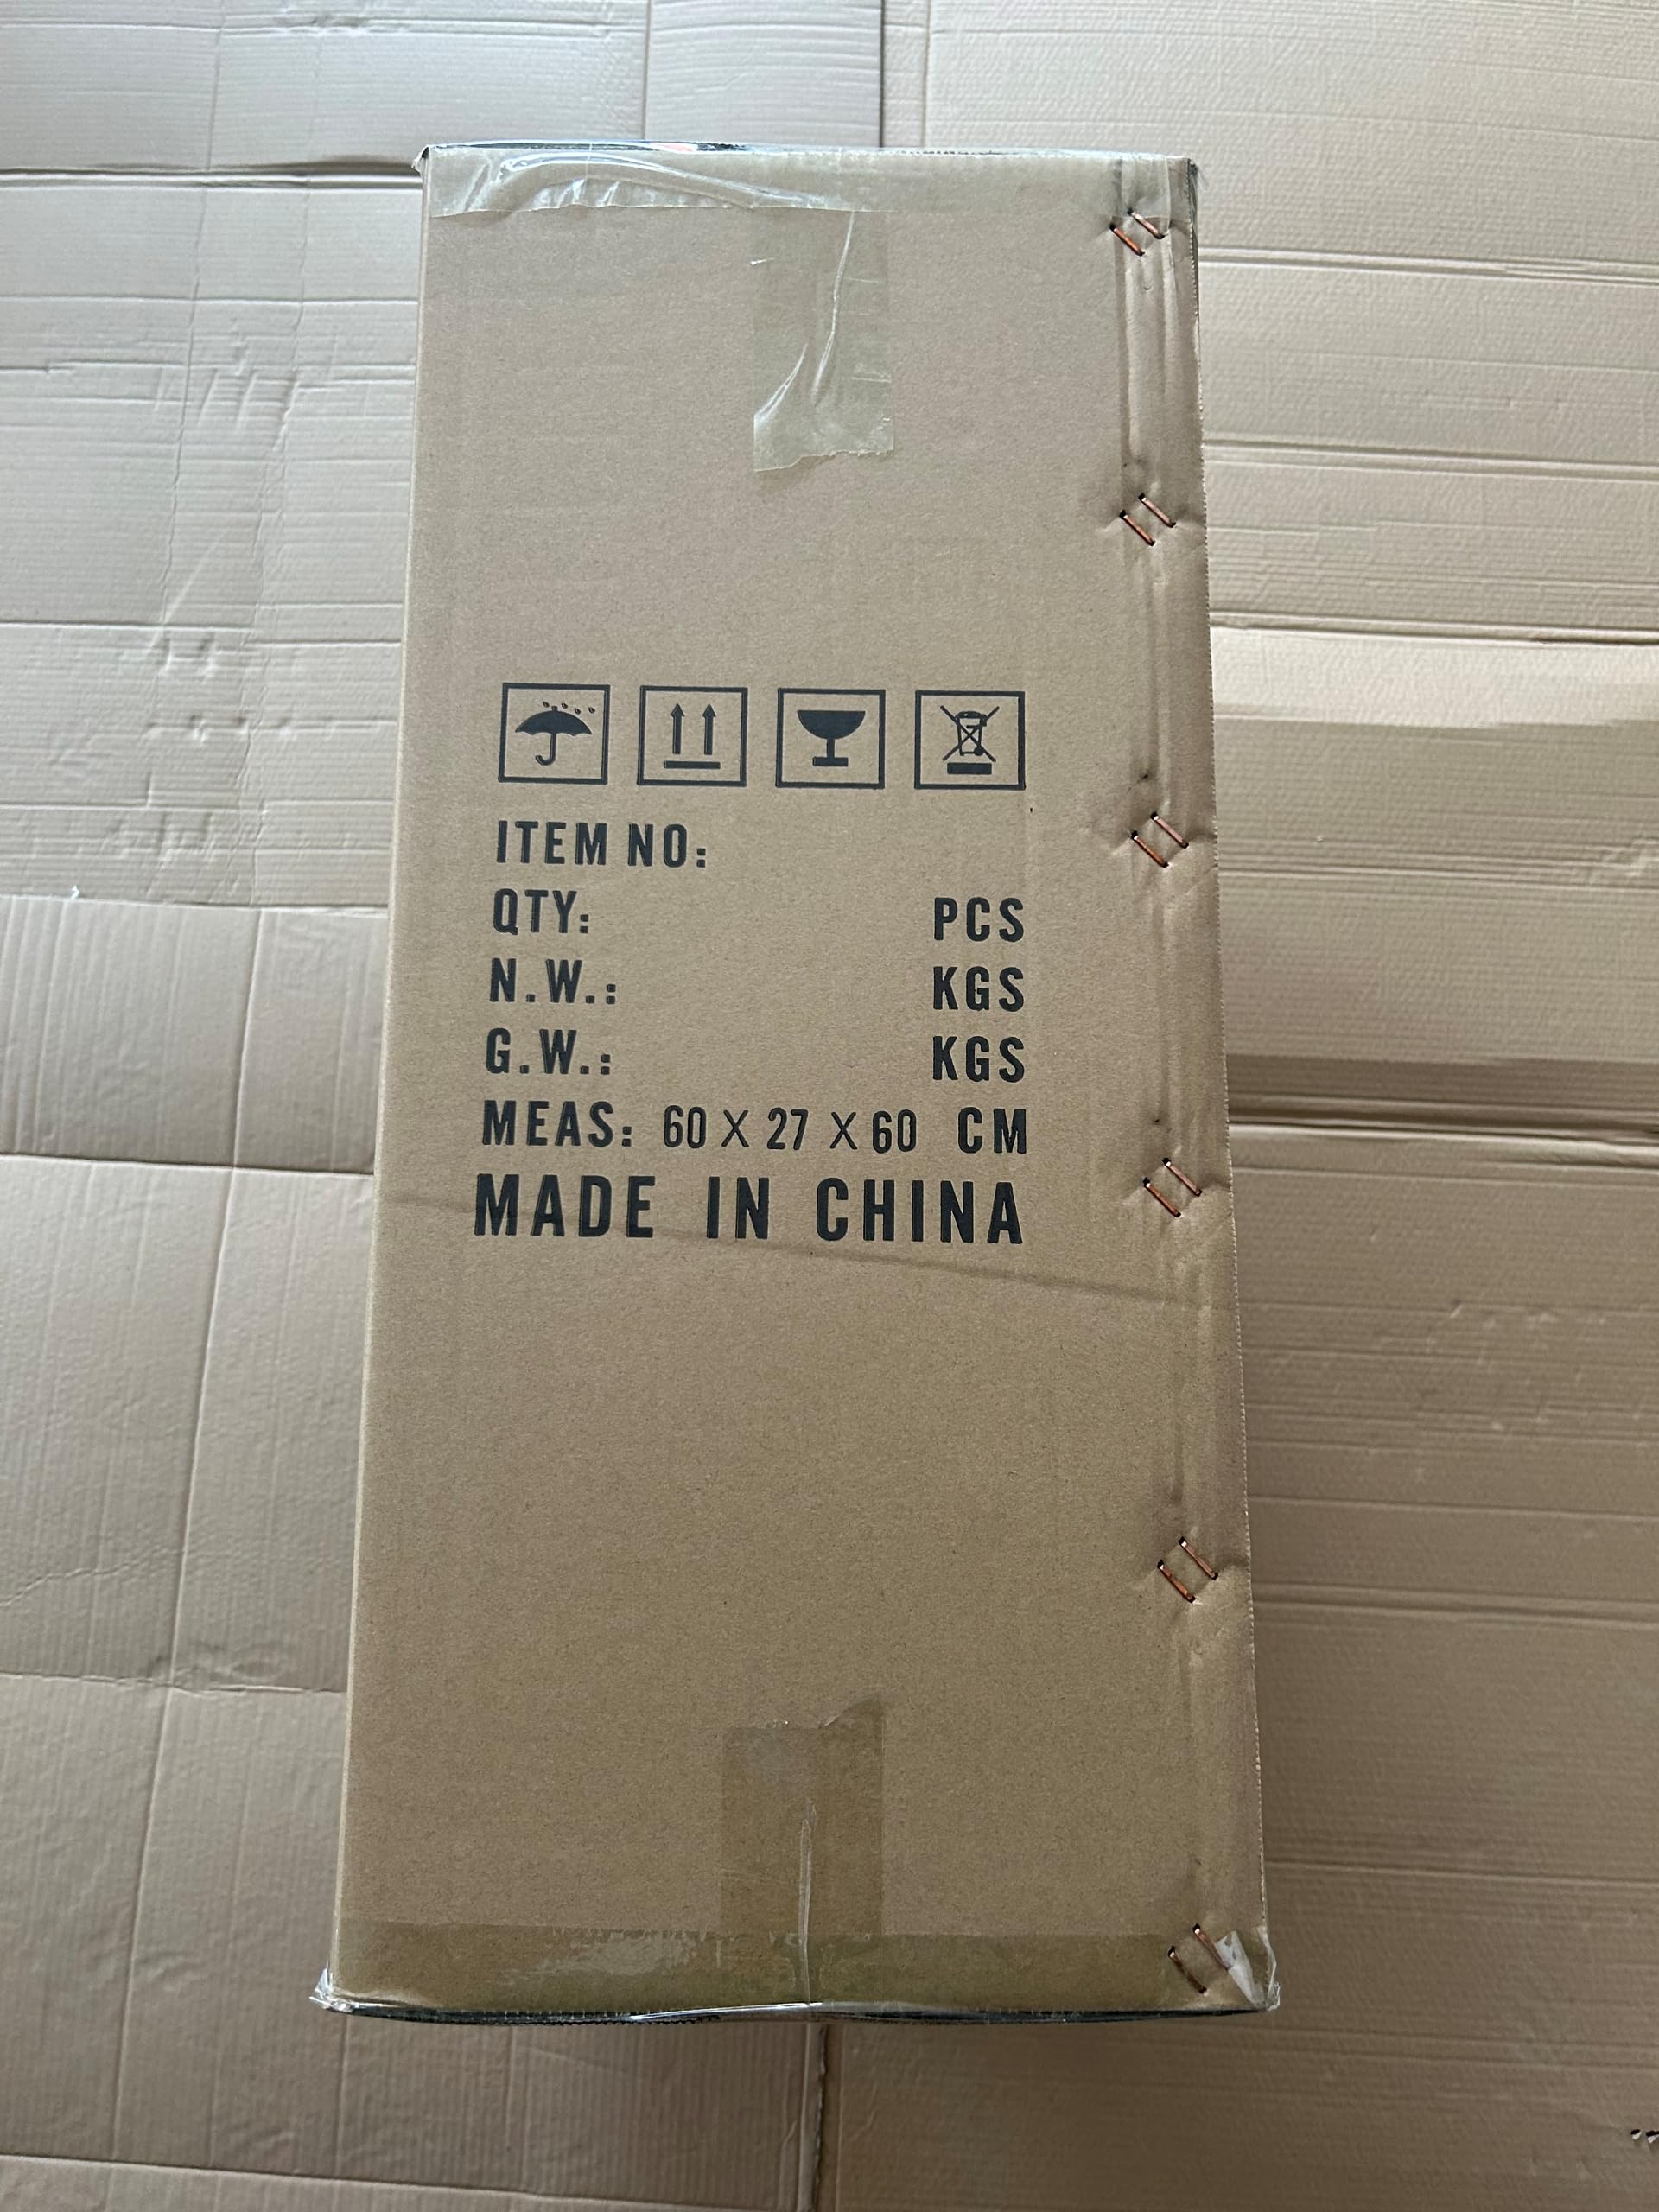 ITEM NO:
QTY: PCS
N.W.: KGS
G.W.: KGS
MEAS: 60 X 27 X 60 CM
MADE IN CHINA